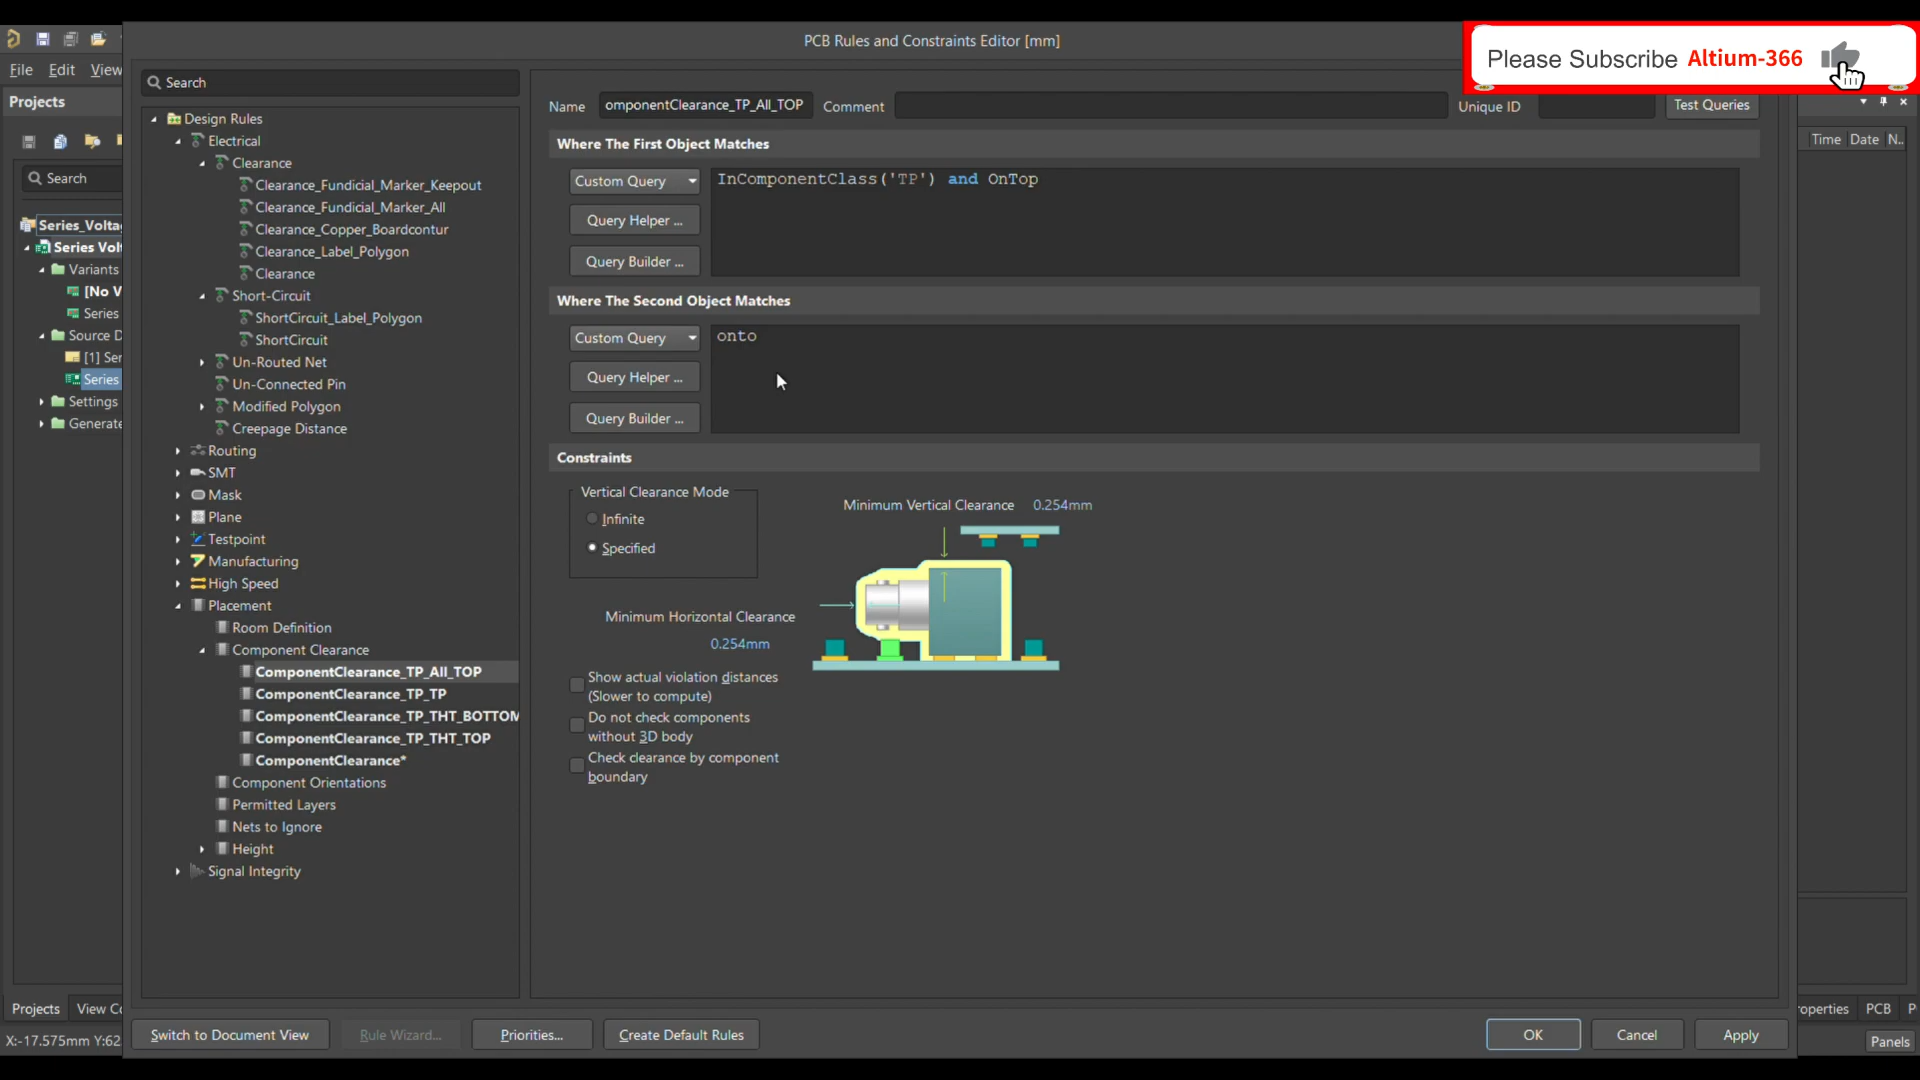 PCB Rules and Constraints Editor [mm]
Please Subscribe Altium-366
File Edit View
Projects
Search
Series_Volta
Series Vol
Variants
[No V
Series
Source D
[1] Ser
Series
Settings
Generate
Projects View Co
X:-17.575mm Y:62
Search
Design Rules
Electrical
Clearance
Clearance_Fundicial_Marker_Keepout
Clearance_Fundicial_Marker_All
Clearance_Copper_Boardcontur
Clearance_Label_Polygon
Clearance
Short-Circuit
ShortCircuit_Label_Polygon
ShortCircuit
Un-Routed Net
Un-Connected Pin
Modified Polygon
Creepage Distance
Routing
SMT
Mask
Plane
Testpoint
Manufacturing
High Speed
Placement
Room Definition
Component Clearance
ComponentClearance_TP_All_TOP
ComponentClearance_TP_TP
ComponentClearance_TP_THT_BOTTOM
ComponentClearance_TP_THT_TOP
ComponentClearance*
Component Orientations
Permitted Layers
Nets to Ignore
Height
Signal Integrity
Name omponentClearance_TP_All_TOP Comment Unique ID Test Queries
Where The First Object Matches
Custom Query InComponentClass('TP') and OnTop
Query Helper ...
Query Builder ...
Where The Second Object Matches
Custom Query onto
Query Helper ...
Query Builder ...
Constraints
Vertical Clearance Mode
Infinite
Specified
Minimum Vertical Clearance 0.254mm
Minimum Horizontal Clearance
0.254mm
Show actual violation distances
(Slower to compute)
Do not check components
without 3D body
Check clearance by component
boundary
Time Date N..
Switch to Document View Rule Wizard... Priorities... Create Default Rules OK Cancel Apply
roperties PCB P
Panels